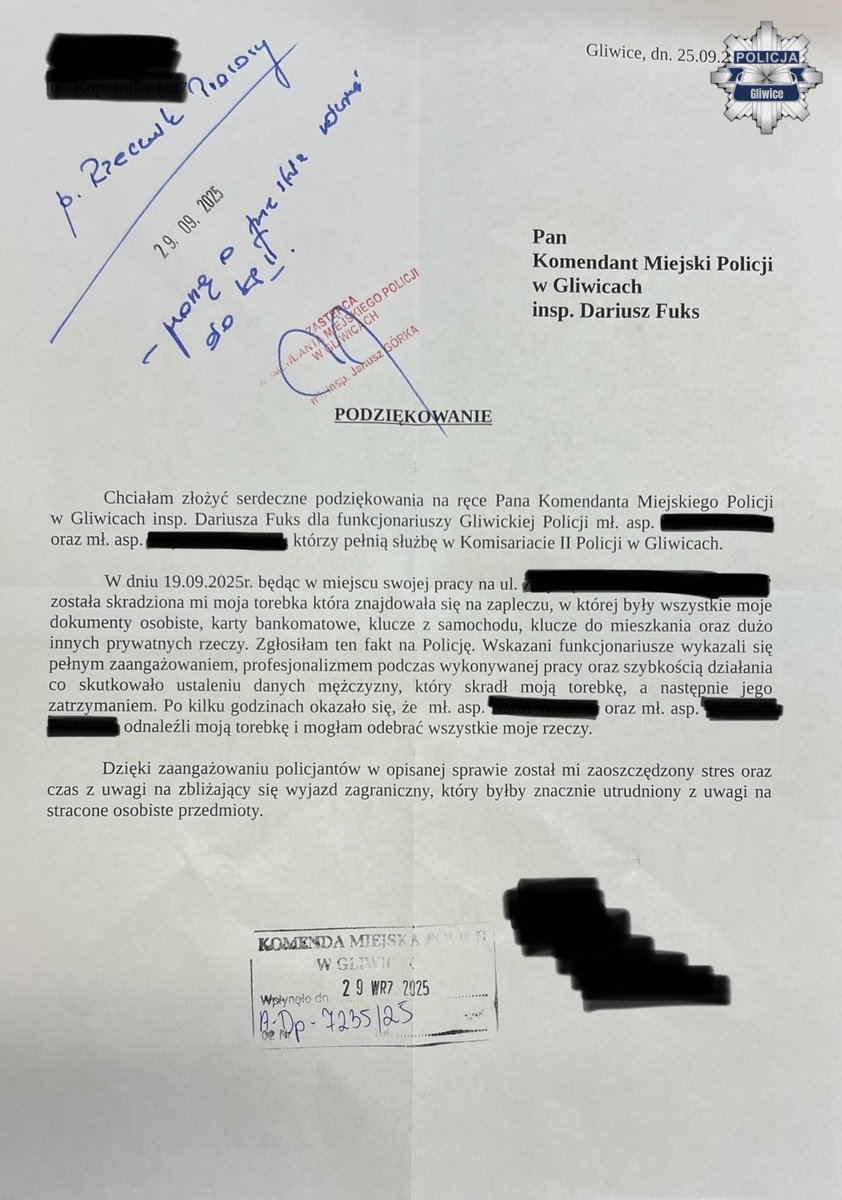 Gliwice, dn. 25.09.2
POLICJA
Gliwice
p. Rzecznik Prasowy
29. 09. 2025
- proszę o
do KP II.
Pan
Komendant Miejski Policji
w Gliwicach
insp. Dariusz Fuks
ZASTĘPCA
KOMENDANTA MIEJSKIEGO POLICJI
W GLIWICACH
mł. insp. Janusz GÓRKA
PODZIĘKOWANIE
Chciałam złożyć serdeczne podziękowania na ręce Pana Komendanta Miejskiego Policji
w Gliwicach insp. Dariusza Fuks dla funkcjonariuszy Gliwickiej Policji mł. asp.
oraz mł. asp. którzy pełnią służbę w Komisariacie II Policji w Gliwicach.
W dniu 19.09.2025r. będąc w miejscu swojej pracy na ul.
została skradziona mi moja torebka która znajdowała się na zapleczu, w której były wszystkie moje
dokumenty osobiste, karty bankomatowe, klucze z samochodu, klucze do mieszkania oraz dużo
innych prywatnych rzeczy. Zgłosiłam ten fakt na Policję. Wskazani funkcjonariusze wykazali się
pełnym zaangażowaniem, profesjonalizmem podczas wykonywanej pracy oraz szybkością działania
co skutkowało ustaleniu danych mężczyzny, który skradł moją torebkę, a następnie jego
zatrzymaniem. Po kilku godzinach okazało się, że mł. asp. oraz mł. asp.
odnaleźli moją torebkę i mogłam odebrać wszystkie moje rzeczy.
Dzięki zaangażowaniu policjantów w opisanej sprawie został mi zaoszczędzony stres oraz
czas z uwagi na zbliżający się wyjazd zagraniczny, który byłby znacznie utrudniony z uwagi na
stracone osobiste przedmioty.
KOMENDA MIEJSKA POLICJI
W GLIWICACH
Wpłynęło dn 29 WRZ 2025
A-Dp-7235/25